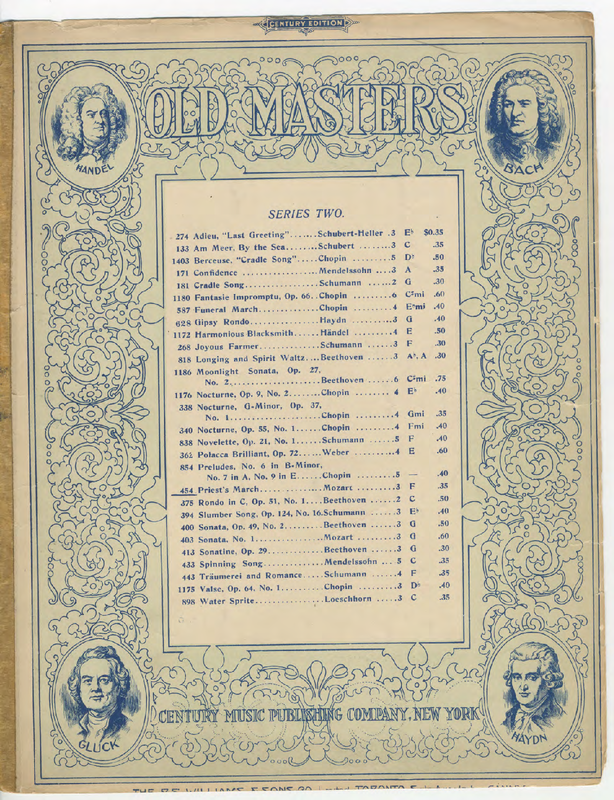 CENTURY EDITION
OLD MASTERS
HANDEL
BACH
SERIES TWO.
274 Adieu, "Last Greeting" ...... Schubert-Heller . 3 E♭ $0.35
133 Am Meer, By the Sea ....... Schubert ........ 3 C .35
1403 Berceuse, "Cradle Song" .... Chopin ......... 5 D♭ .50
171 Confidence ................ Mendelssohn .... 3 A .35
181 Cradle Song ............... Schumann ...... 2 G .30
1180 Fantasie Impromptu, Op. 66 .. Chopin ......... 6 C♯mi .60
587 Funeral March ............. Chopin ......... 4 E♭mi .40
628 Gipsy Rondo ............... Haydn .......... 3 G .40
1172 Harmonious Blacksmith ...... Händel ......... 4 E .50
268 Joyous Farmer ............. Schumann ....... 3 F .30
818 Longing and Spirit Waltz .... Beethoven ...... 3 A♭, A .30
1186 Moonlight Sonata, Op. 27,
No. 2 ..................... Beethoven ...... 6 C♯mi .75
1176 Nocturne, Op. 9, No. 2 ...... Chopin ........ 4 E♭ .40
338 Nocturne, G-Minor, Op. 37,
No. 1 ..................... Chopin ......... 4 Gmi .35
340 Nocturne, Op. 55, No. 1 ..... Chopin ......... 4 Fmi .40
838 Novelette, Op. 21, No. 1 .... Schumann ....... 5 F .40
362 Polacca Brilliant, Op. 72 .... Weber .......... 4 E .60
854 Preludes, No. 6 in B-Minor,
No. 7 in A, No. 9 in E ...... Chopin ......... 5 — .40
454 Priest's March .............. Mozart ......... 3 F .35
375 Rondo in C, Op. 51, No. 1 .... Beethoven ...... 2 C .50
394 Slumber Song, Op. 124, No. 16. Schumann ....... 3 E♭ .40
400 Sonata, Op. 49, No. 2 ....... Beethoven ...... 3 G .50
403 Sonata, No. 1 .............. Mozart ......... 3 G .60
413 Sonatine, Op. 29 ........... Beethoven ...... 3 G .30
433 Spinning Song .............. Mendelssohn ... 5 C .35
443 Träumerei and Romance ..... Schumann ....... 4 F .35
1175 Valse, Op. 64, No. 1 ........ Chopin ......... 3 D♭ .40
898 Water Sprite ............... Loeschhorn ..... 3 C .35
GLUCK
HAYDN
CENTURY MUSIC PUBLISHING COMPANY, NEW YORK